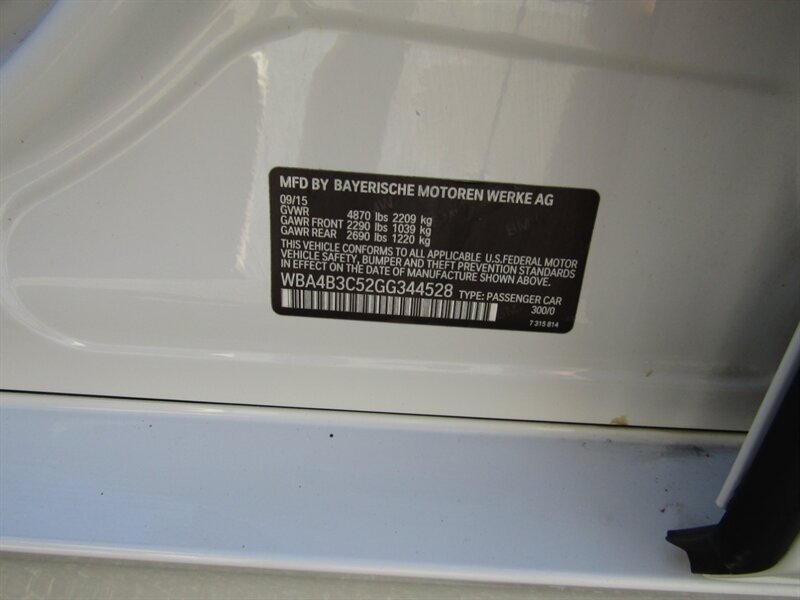 MFD BY BAYERISCHE MOTOREN WERKE AG
09/15
GVWR 4870 lbs 2209 kg
GAWR FRONT 2290 lbs 1039 kg
GAWR REAR 2690 lbs 1220 kg
THIS VEHICLE CONFORMS TO ALL APPLICABLE U.S.FEDERAL MOTOR
VEHICLE SAFETY, BUMPER AND THEFT PREVENTION STANDARDS
IN EFFECT ON THE DATE OF MANUFACTURE SHOWN ABOVE.
WBA4B3C52GG344528 TYPE: PASSENGER CAR
300/0
7 315 814